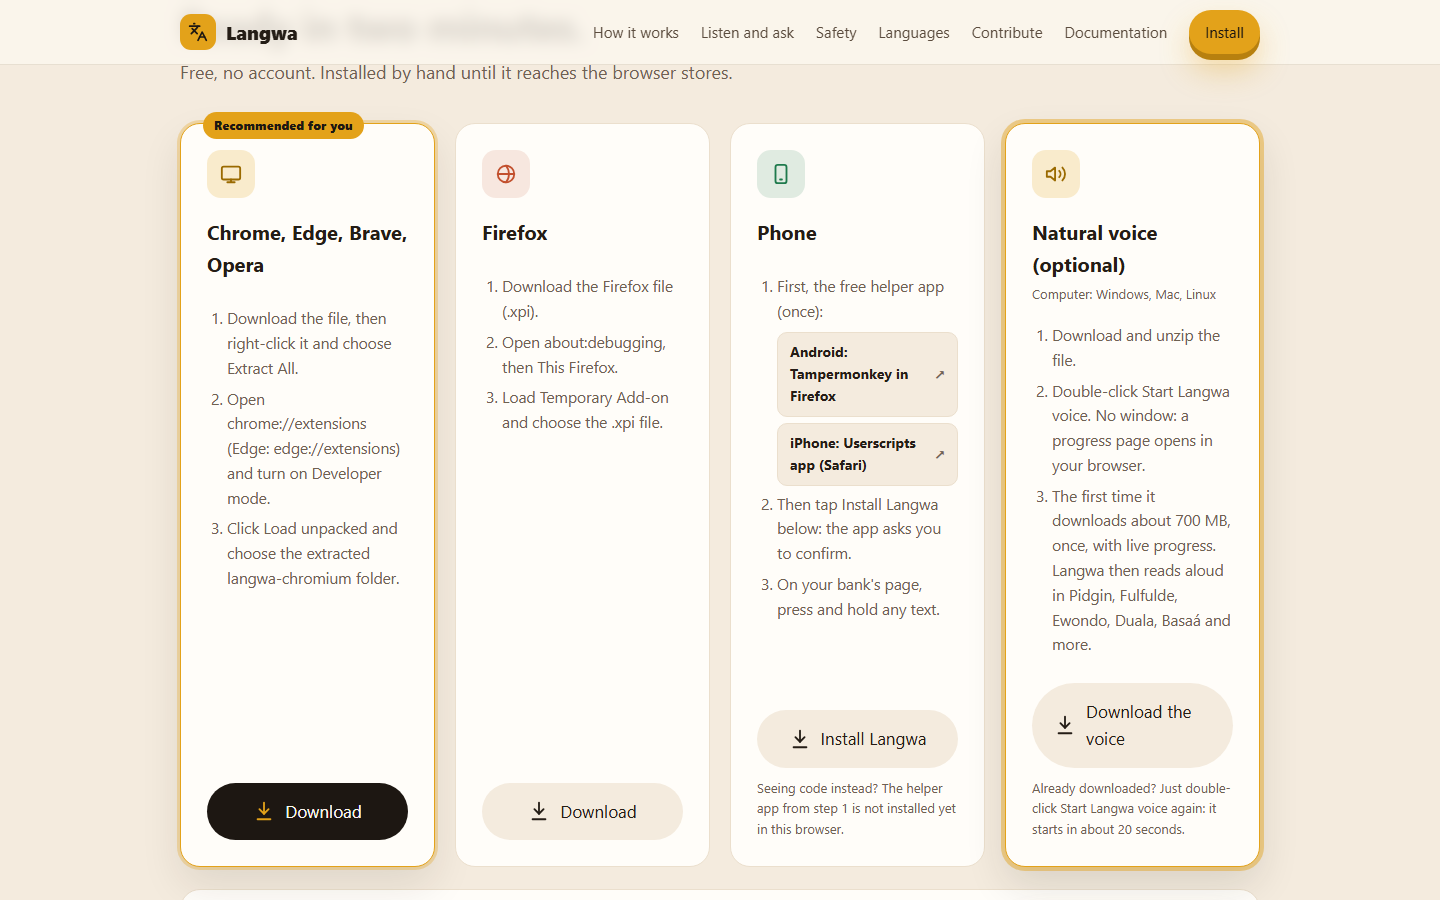 Langwa
How it works
Listen and ask
Safety
Languages
Contribute
Documentation
Install
Free, no account. Installed by hand until it reaches the browser stores.
Recommended for you
Chrome, Edge, Brave,
Opera
1. Download the file, then
right-click it and choose
Extract All.
2. Open
chrome://extensions
(Edge: edge://extensions)
and turn on Developer
mode.
3. Click Load unpacked and
choose the extracted
langwa-chromium folder.
Download
Firefox
1. Download the Firefox file
(.xpi).
2. Open about:debugging,
then This Firefox.
3. Load Temporary Add-on
and choose the .xpi file.
Download
Phone
1. First, the free helper app
(once):
Android:
Tampermonkey in
Firefox ↗
iPhone: Userscripts
app (Safari) ↗
2. Then tap Install Langwa
below: the app asks you
to confirm.
3. On your bank's page,
press and hold any text.
Install Langwa
Seeing code instead? The helper
app from step 1 is not installed yet
in this browser.
Natural voice
(optional)
Computer: Windows, Mac, Linux
1. Download and unzip the
file.
2. Double-click Start Langwa
voice. No window: a
progress page opens in
your browser.
3. The first time it
downloads about 700 MB,
once, with live progress.
Langwa then reads aloud
in Pidgin, Fulfulde,
Ewondo, Duala, Basaá and
more.
Download the
voice
Already downloaded? Just double-
click Start Langwa voice again: it
starts in about 20 seconds.